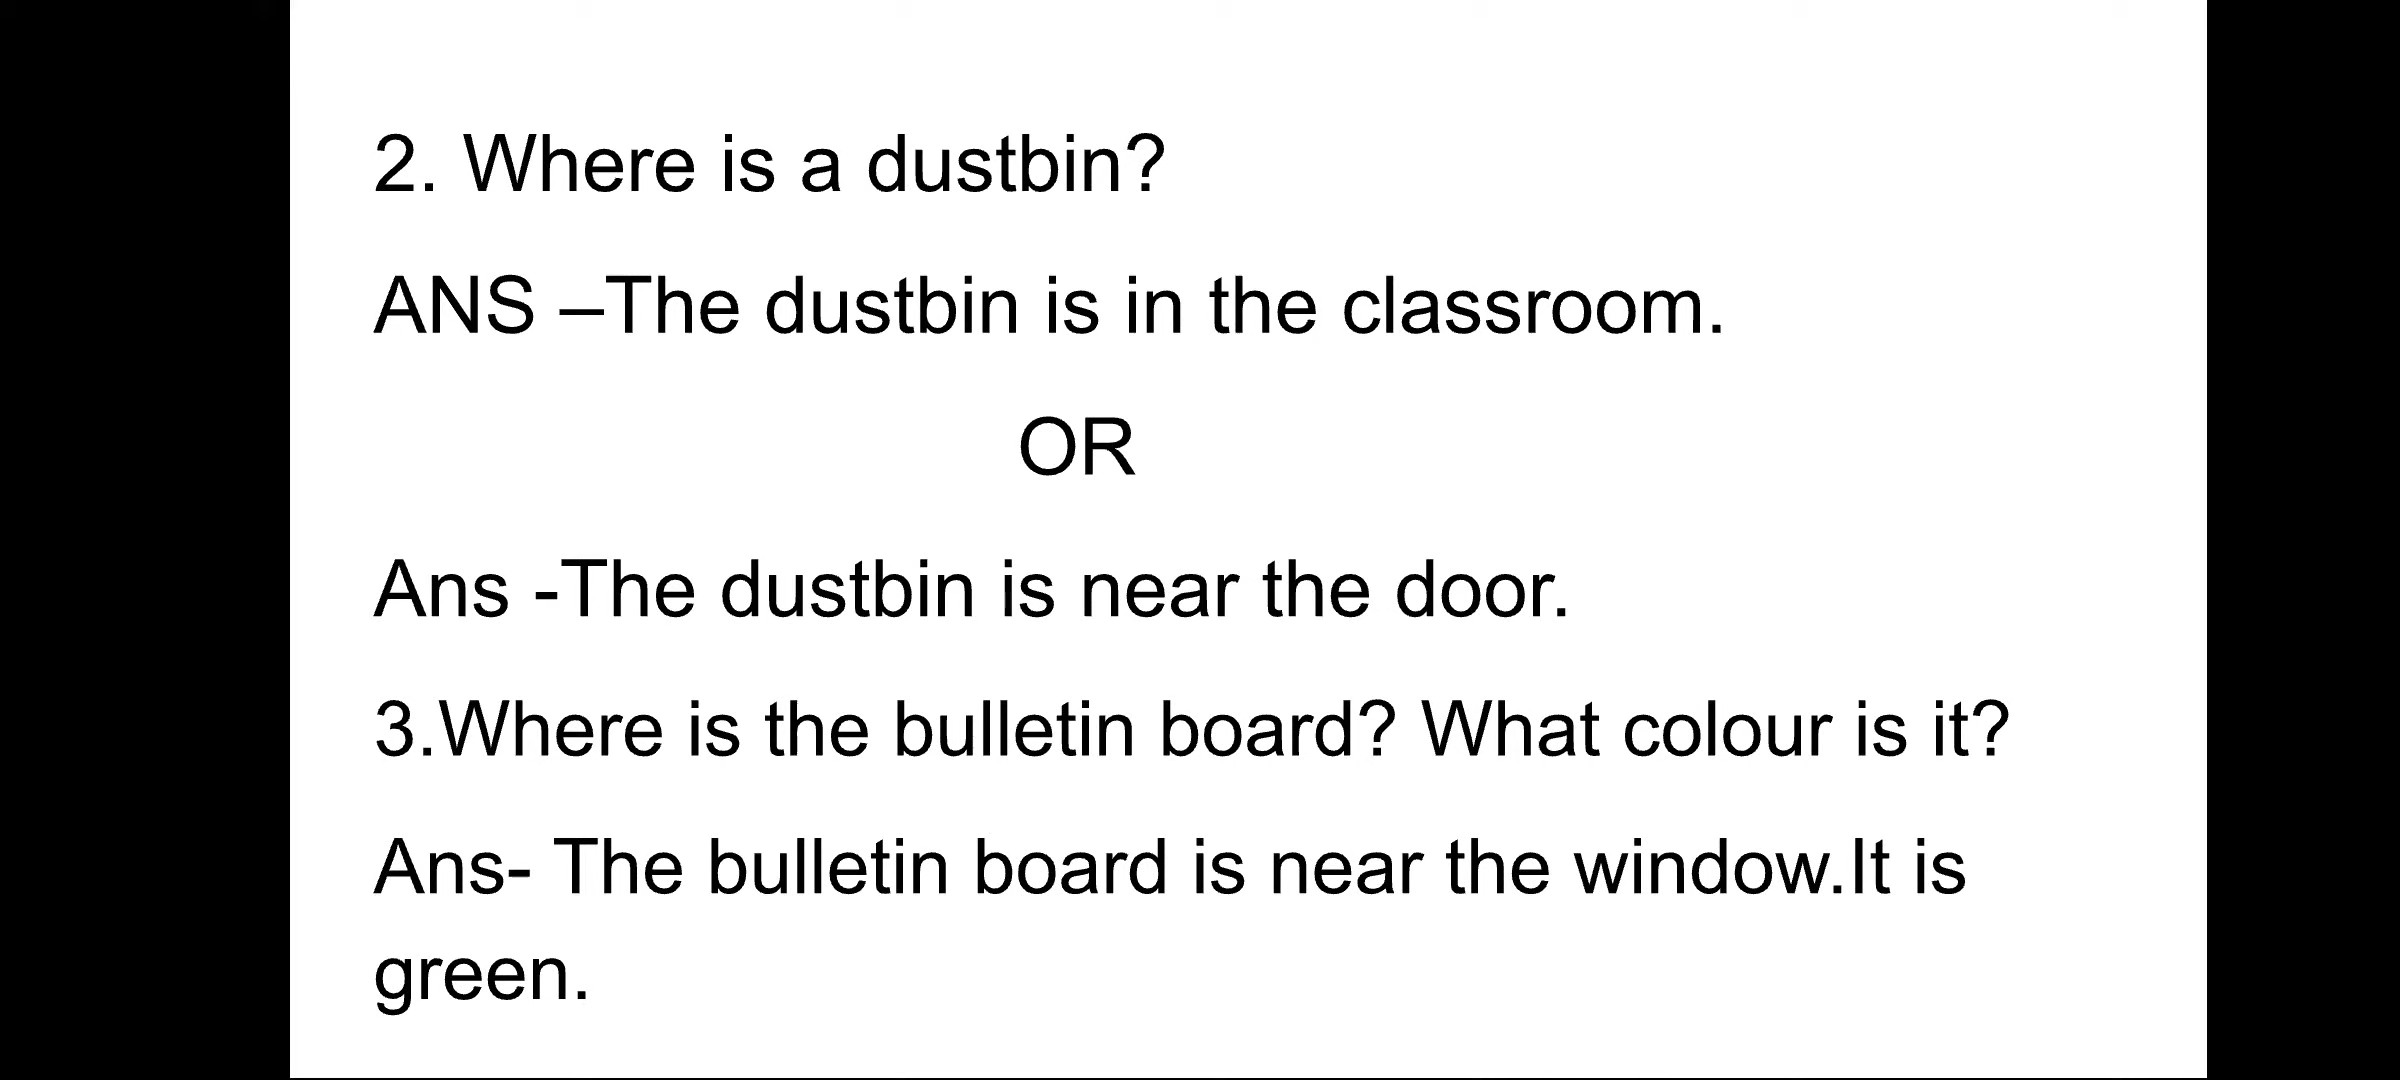 2. Where is a dustbin?
ANS –The dustbin is in the classroom.
OR
Ans -The dustbin is near the door.
3.Where is the bulletin board? What colour is it?
Ans- The bulletin board is near the window.It is
green.